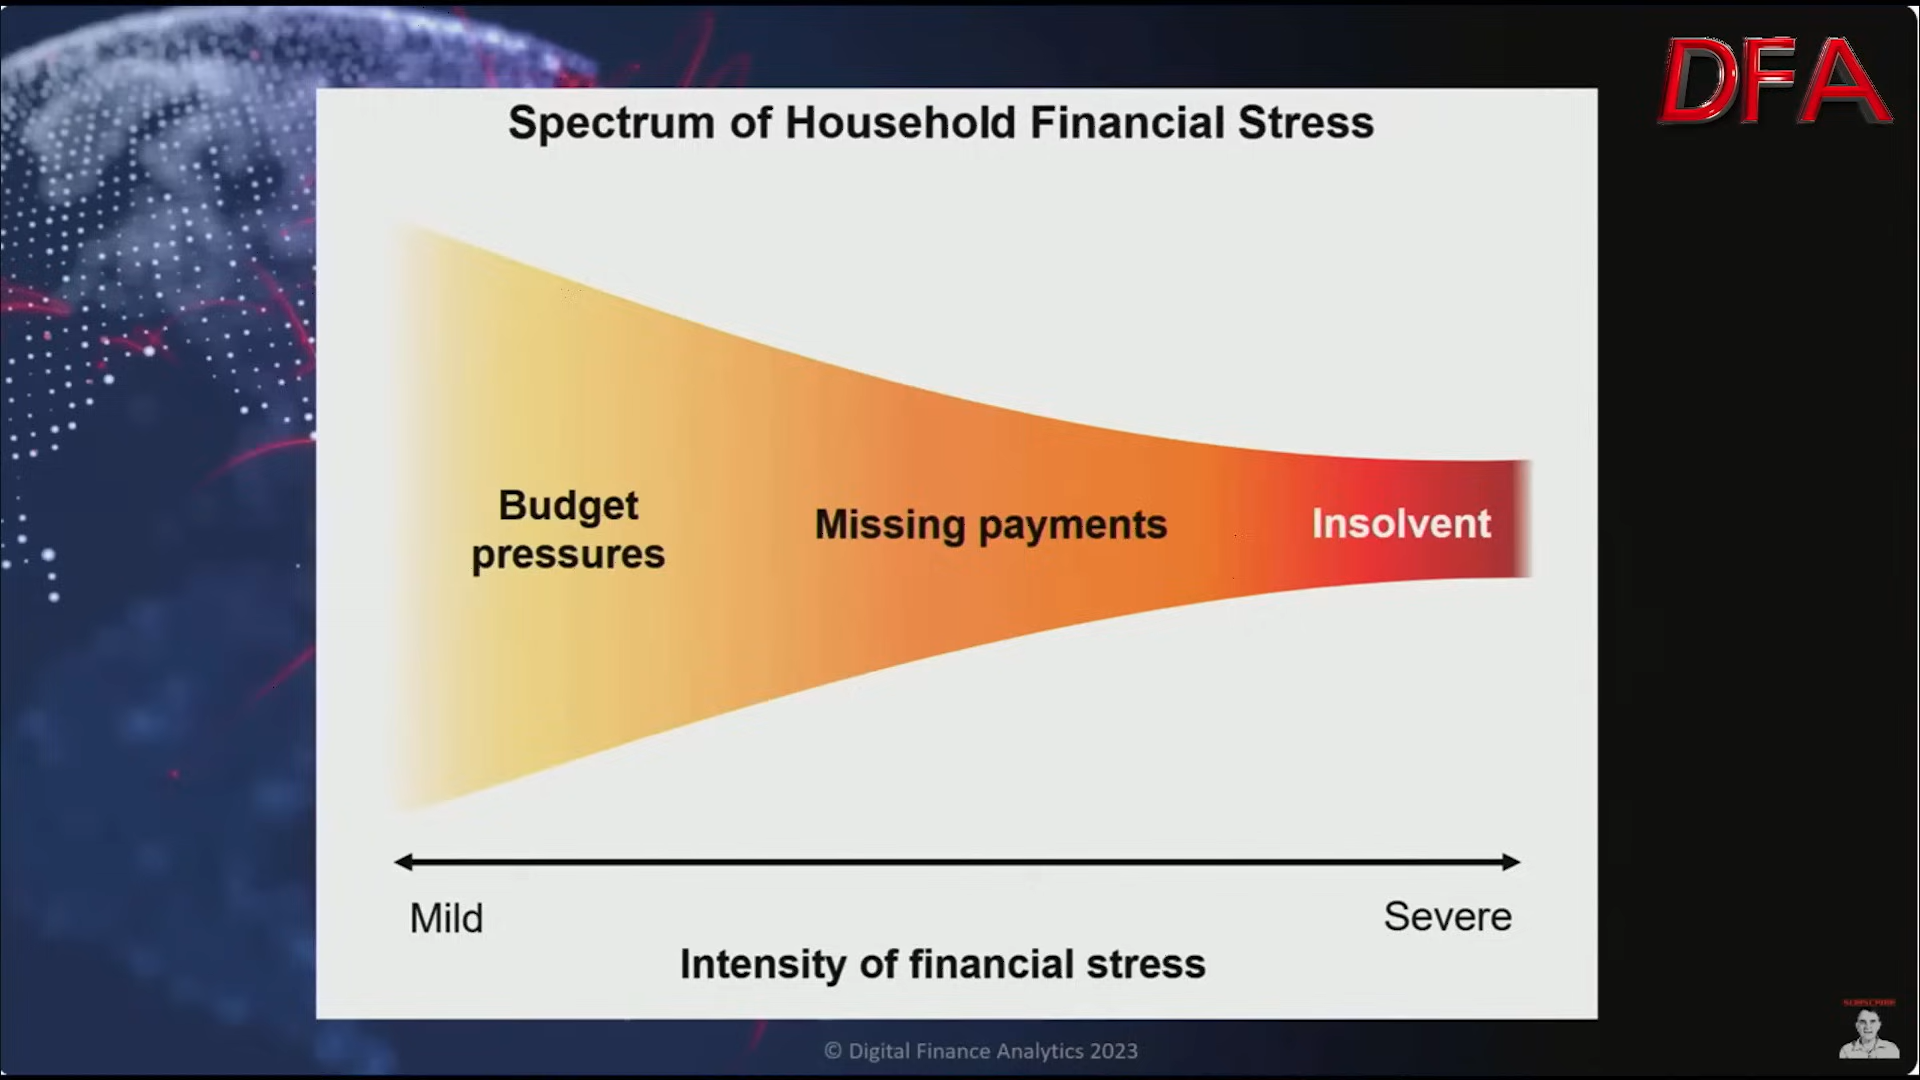 DFA
Spectrum of Household Financial Stress
Budget
pressures
Missing payments
Insolvent
Mild
Severe
Intensity of financial stress
SUBSCRIBE
© Digital Finance Analytics 2023